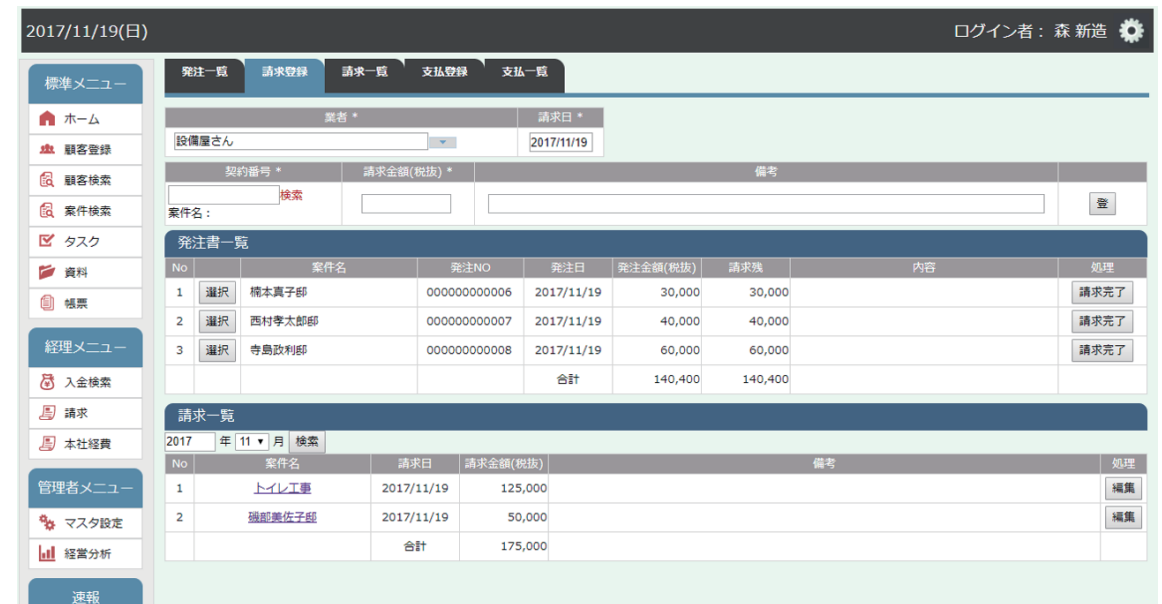 2017/11/19(日)
ログイン者： 森 新造
標準メニュー
ホーム
顧客登録
顧客検索
案件検索
タスク
資料
帳票
経理メニュー
入金検索
請求
本社経費
管理者メニュー
マスタ設定
経営分析
速報
発注一覧 請求登録 請求一覧 支払登録 支払一覧
業者 * 請求日 *
設備屋さん 2017/11/19
契約番号 * 請求金額(税抜) * 備考
検索
案件名：
登
発注書一覧
No 案件名 発注NO 発注日 発注金額(税抜) 請求残 内容 処理
1 選択 楠本真子邸 000000000006 2017/11/19 30,000 30,000 請求完了
2 選択 西村孝太郎邸 000000000007 2017/11/19 40,000 40,000 請求完了
3 選択 寺島政利邸 000000000008 2017/11/19 60,000 60,000 請求完了
合計 140,400 140,400
請求一覧
2017 年 11 月 検索
No 案件名 請求日 請求金額(税抜) 備考 処理
1 トイレ工事 2017/11/19 125,000 編集
2 磯部美佐子邸 2017/11/19 50,000 編集
合計 175,000